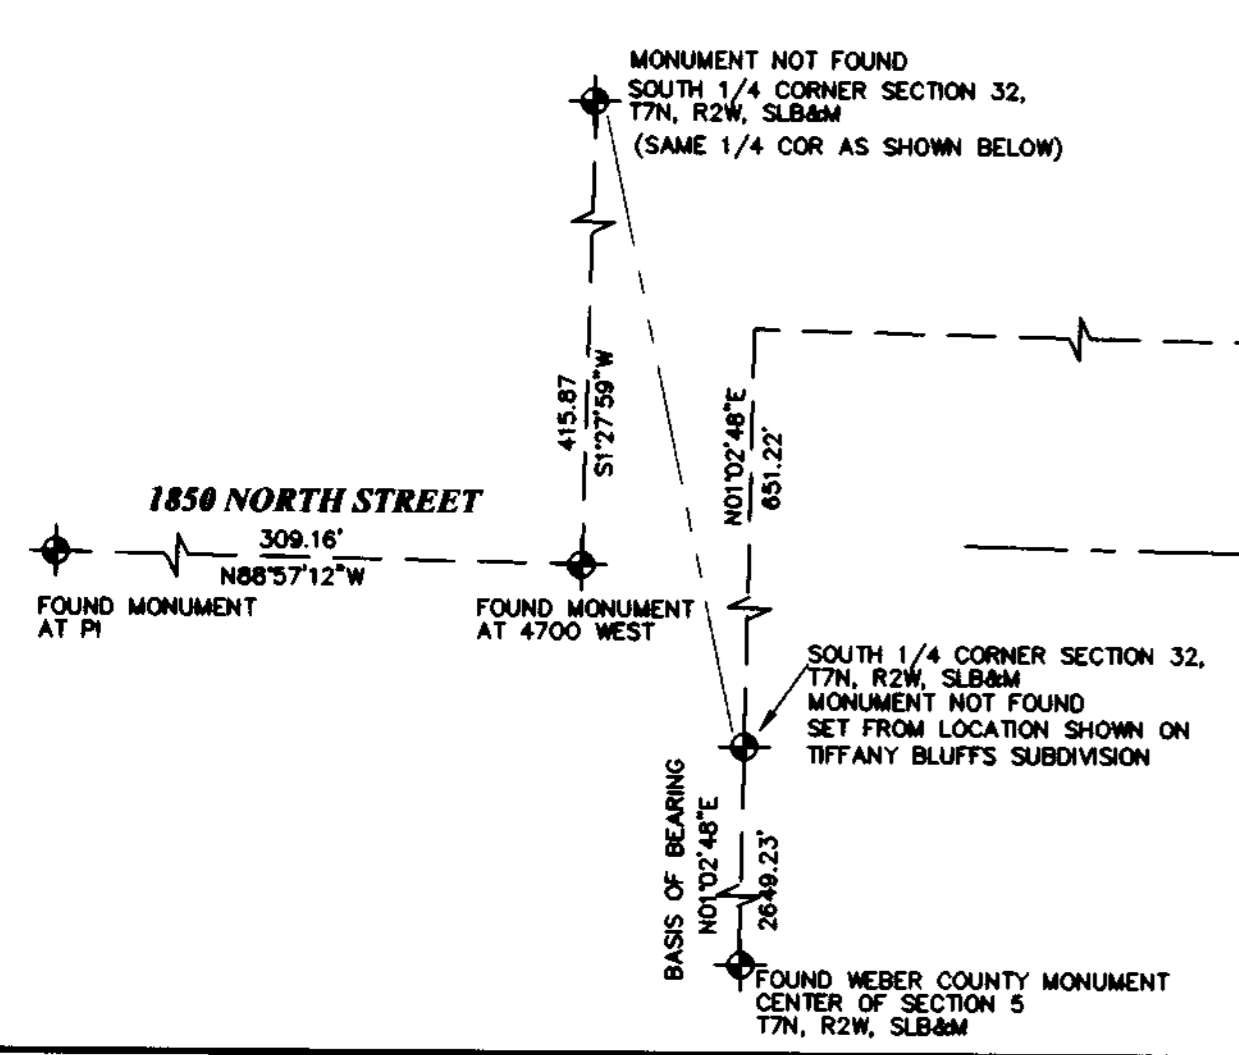 MONUMENT NOT FOUND
SOUTH 1/4 CORNER SECTION 32,
T7N, R2W, SLB&M
(SAME 1/4 COR AS SHOWN BELOW)
415.87
S1°27'59"W
N01°02'48"E
651.22'
1850 NORTH STREET
309.16'
N88°57'12"W
FOUND MONUMENT
AT PI
FOUND MONUMENT
AT 4700 WEST
SOUTH 1/4 CORNER SECTION 32,
T7N, R2W, SLB&M
MONUMENT NOT FOUND
SET FROM LOCATION SHOWN ON
TIFFANY BLUFFS SUBDIVISION
BASIS OF BEARING
N01°02'48"E
2649.23'
FOUND WEBER COUNTY MONUMENT
CENTER OF SECTION 5
T7N, R2W, SLB&M